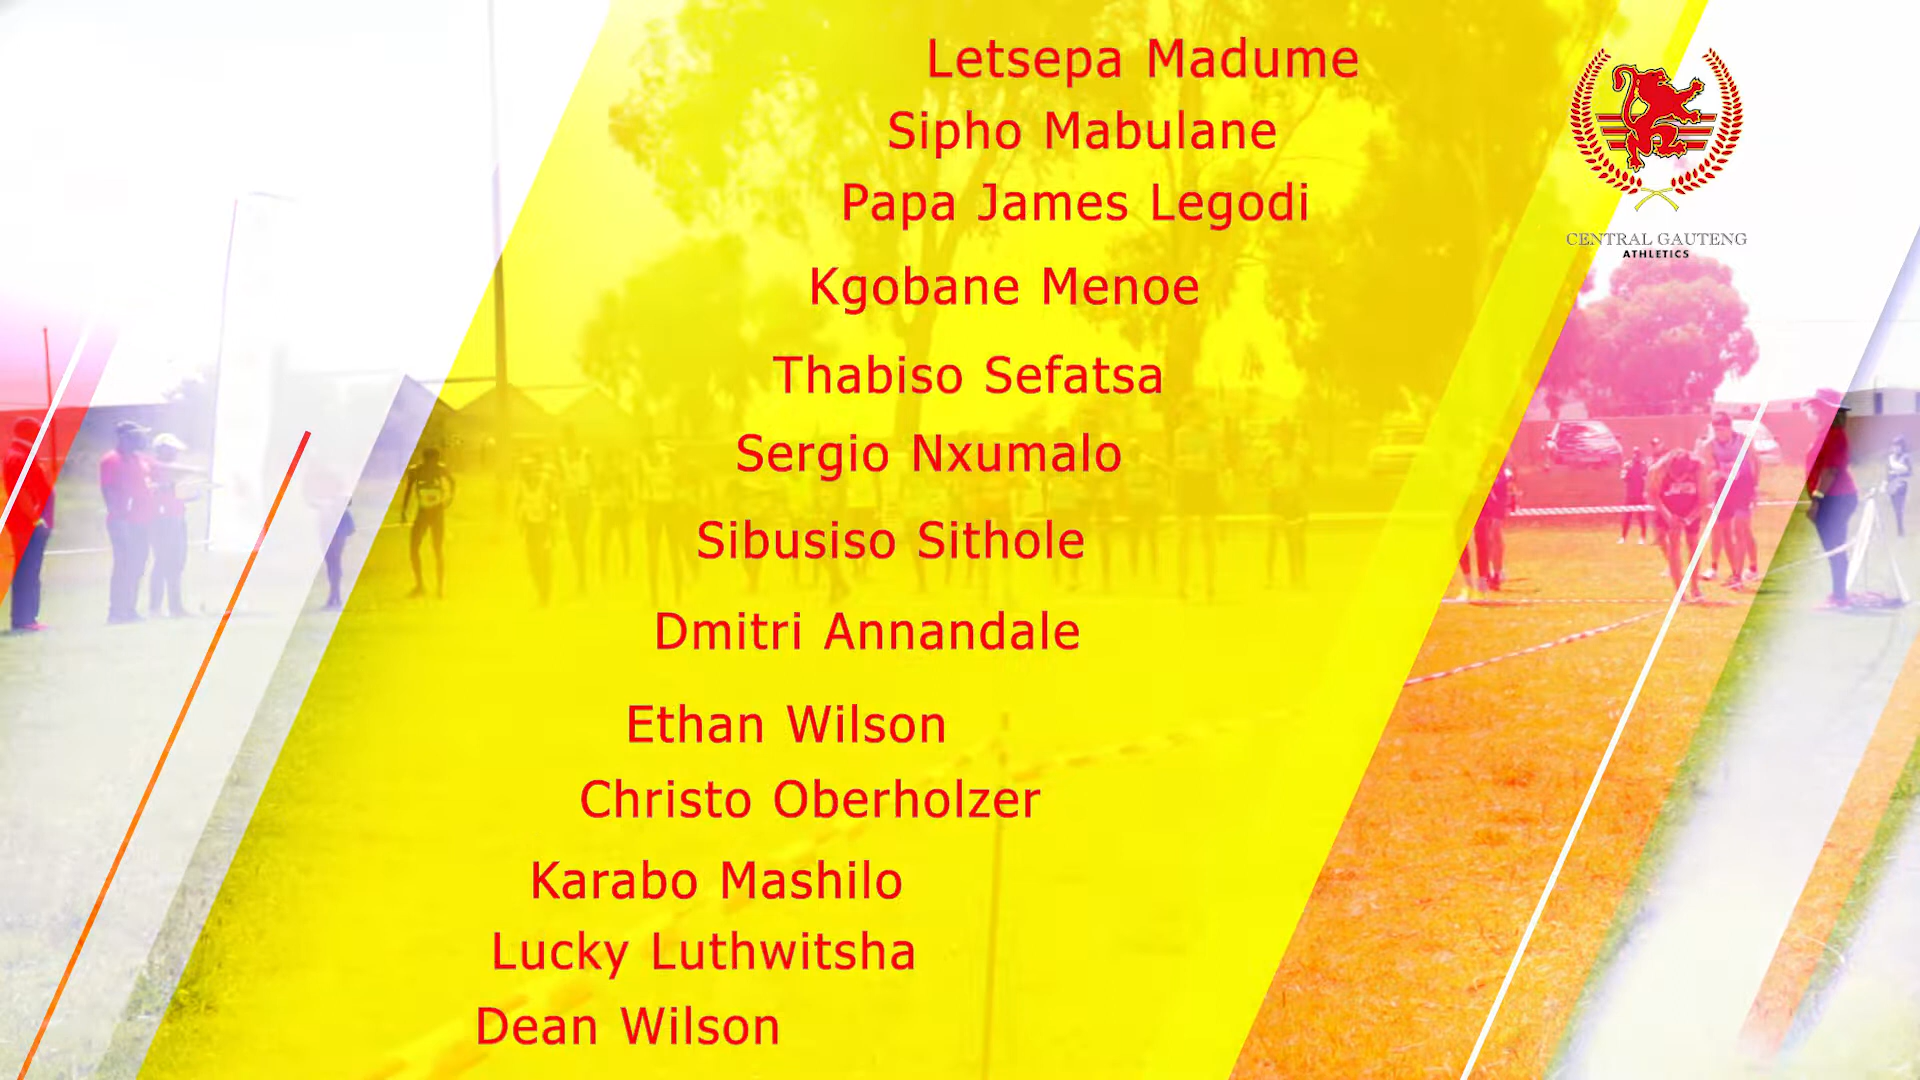 Letsepa Madume
Sipho Mabulane
Papa James Legodi
Kgobane Menoe
Thabiso Sefatsa
Sergio Nxumalo
Sibusiso Sithole
Dmitri Annandale
Ethan Wilson
Christo Oberholzer
Karabo Mashilo
Lucky Luthwitsha
Dean Wilson
CENTRAL GAUTENG
ATHLETICS